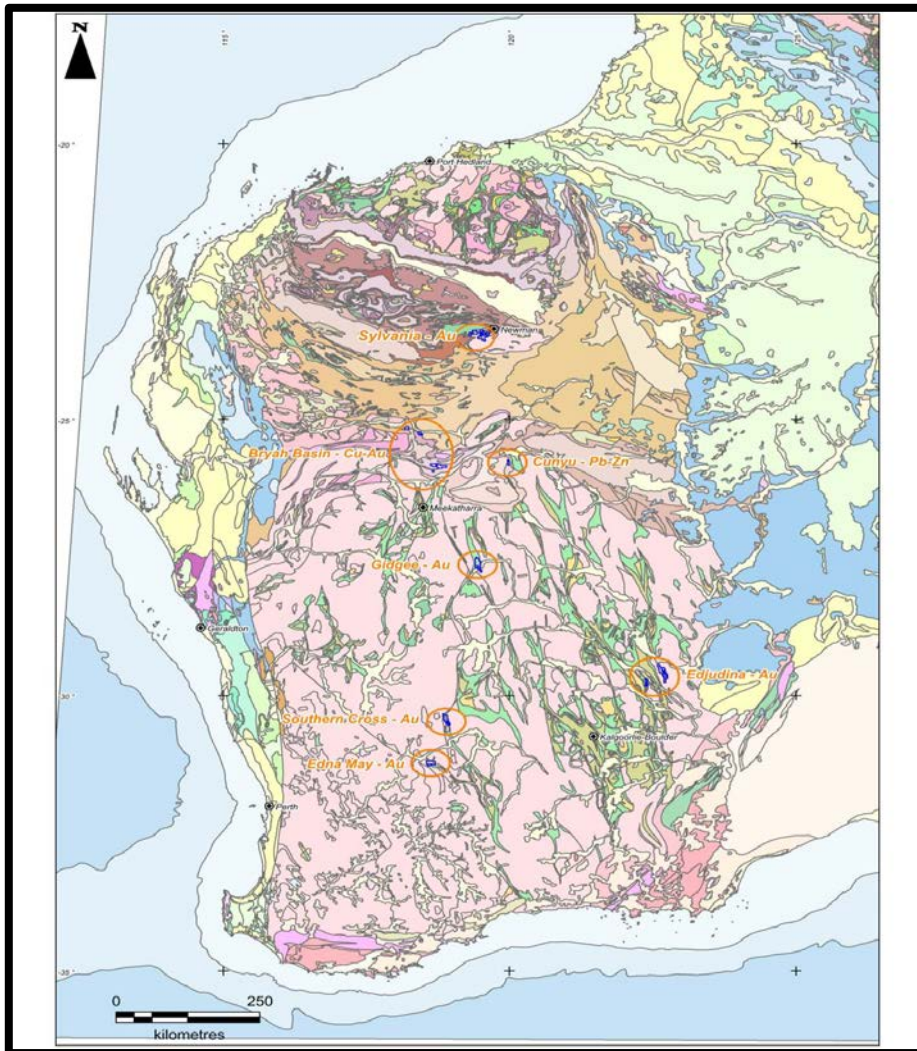 N
115
120
125
-20
Port Hedland
Sylvania - Au
Newman
-25
Bryah Basin - Cu-Au
Cunyu - Pb-Zn
Meekatharra
Gidgee - Au
Geraldton
Edjudina - Au
-30
Southern Cross - Au
Kalgoorlie-Boulder
Edna May - Au
Perth
-35
0 250
kilometres